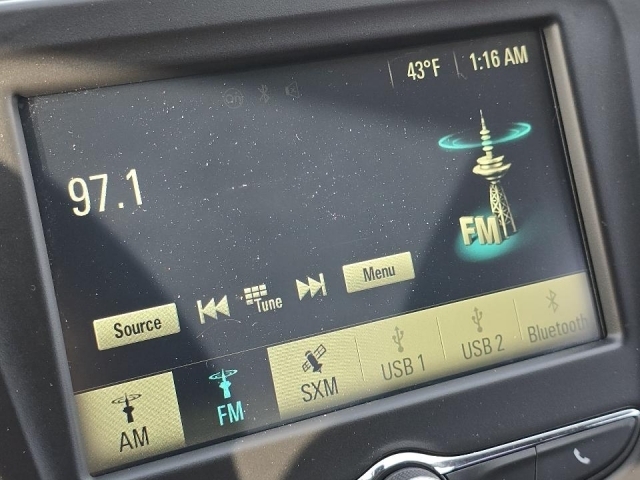 43°F 1:16 AM
97.1
FM
Source Tune Menu
AM FM SXM USB 1 USB 2 Bluetooth